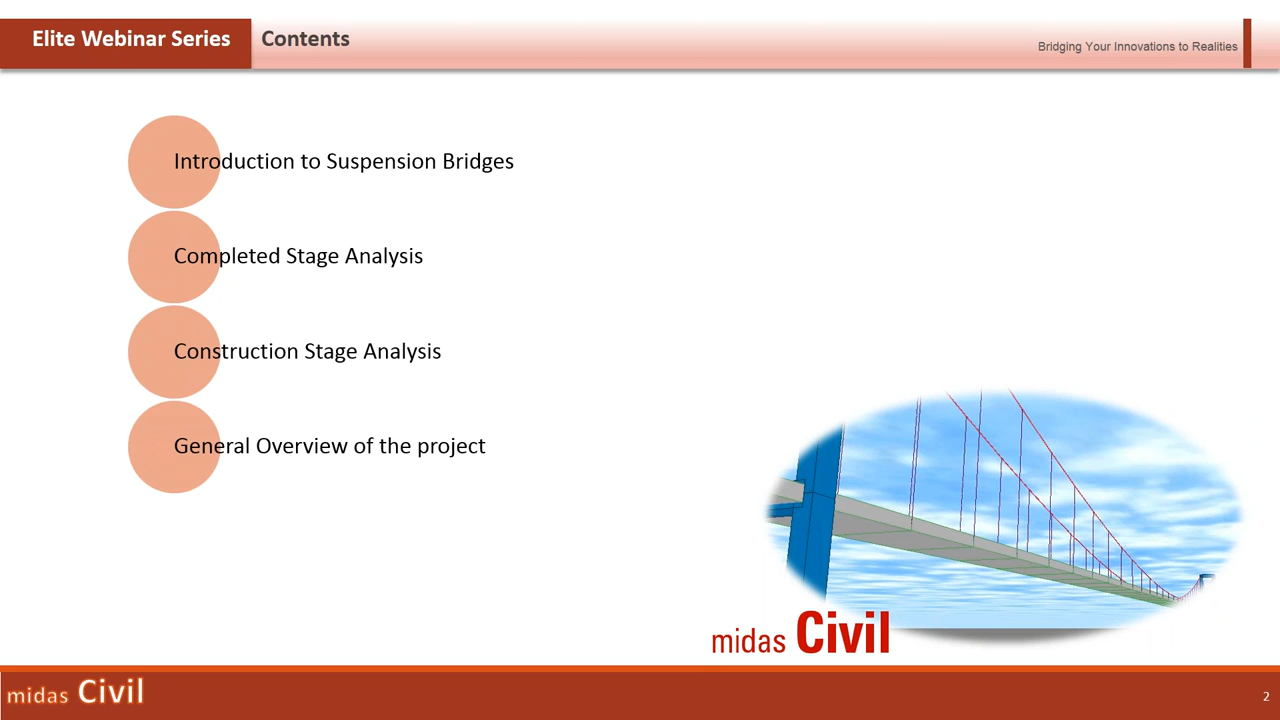 Elite Webinar Series
Contents
Bridging Your Innovations to Realities
Introduction to Suspension Bridges
Completed Stage Analysis
Construction Stage Analysis
General Overview of the project
midas Civil
midas Civil
2